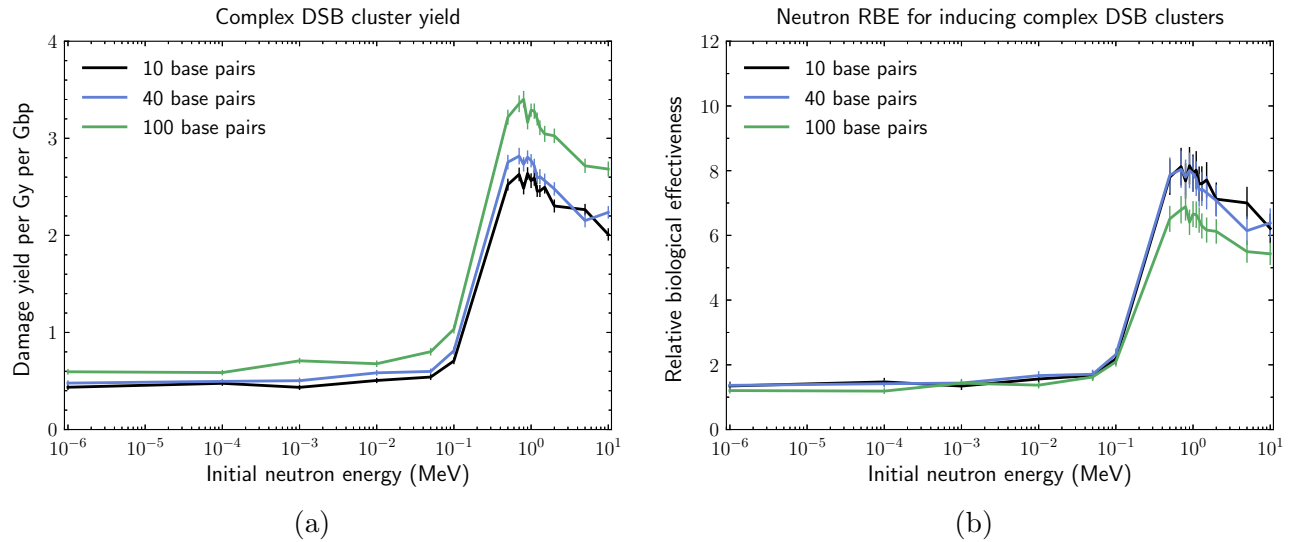 Complex DSB cluster yield
Damage yield per Gy per Gbp
4
3
2
1
0
10 base pairs
40 base pairs
100 base pairs
10⁻⁶ 10⁻⁵ 10⁻⁴ 10⁻³ 10⁻² 10⁻¹ 10⁰ 10¹
Initial neutron energy (MeV)
(a)
Neutron RBE for inducing complex DSB clusters
Relative biological effectiveness
12
10
8
6
4
2
0
10 base pairs
40 base pairs
100 base pairs
10⁻⁶ 10⁻⁵ 10⁻⁴ 10⁻³ 10⁻² 10⁻¹ 10⁰ 10¹
Initial neutron energy (MeV)
(b)